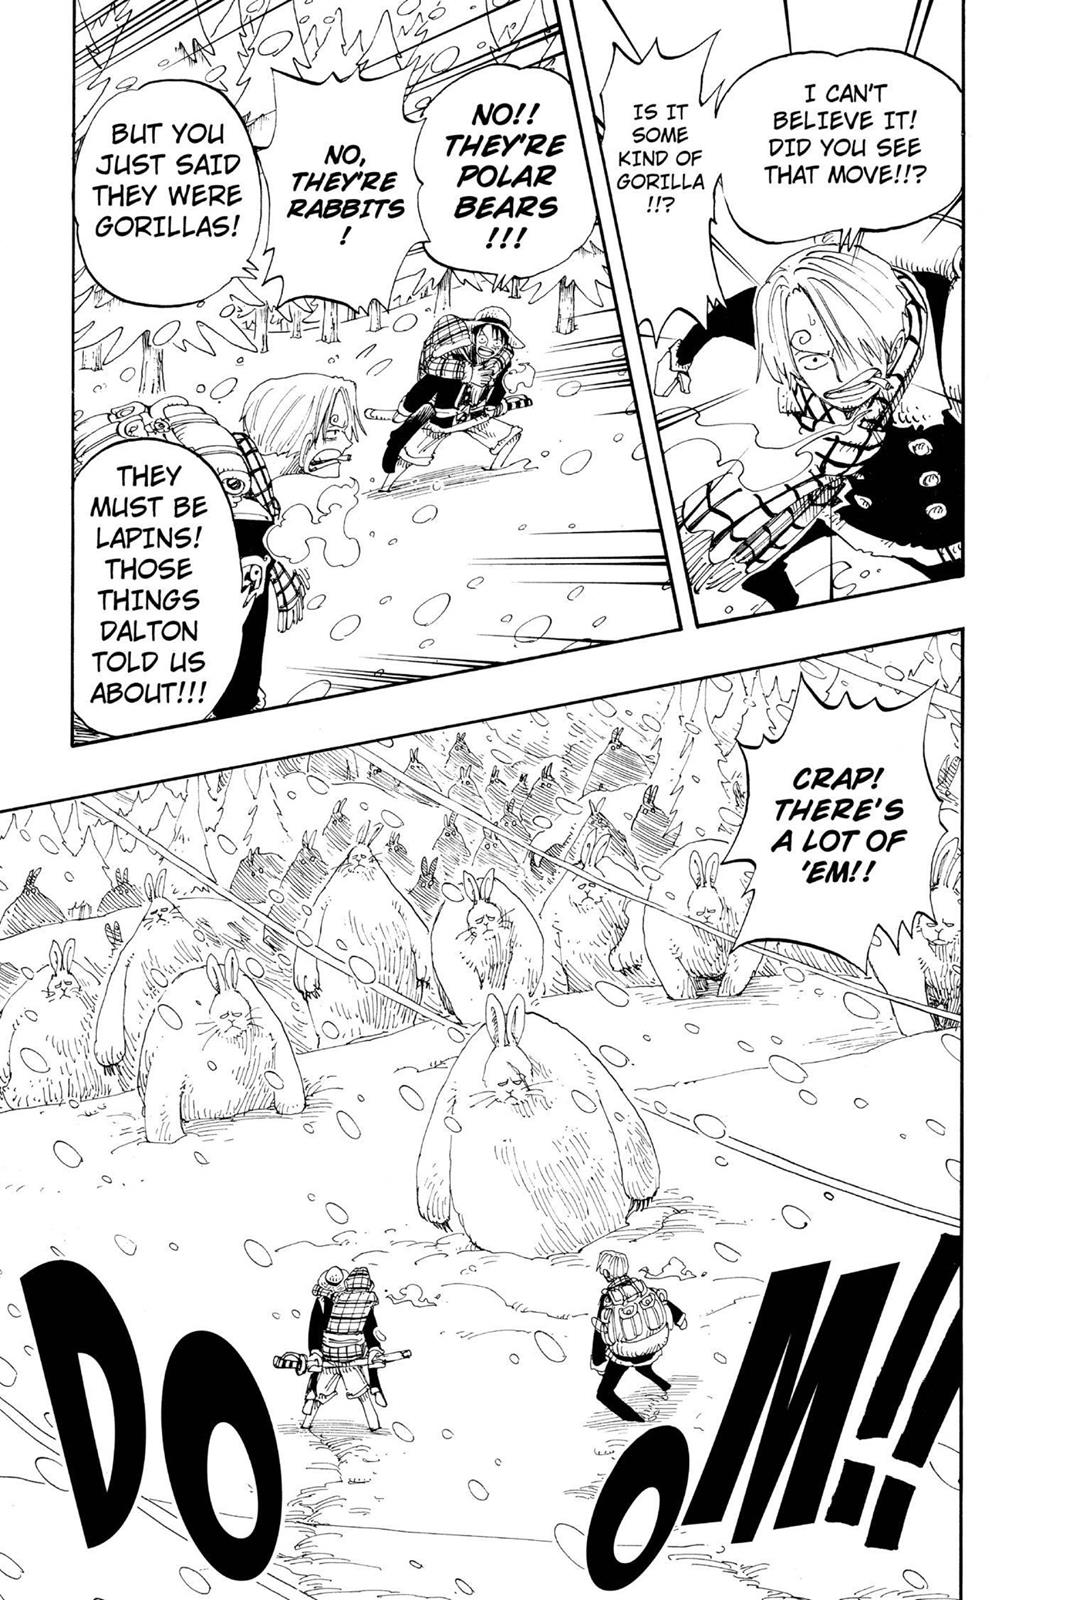 I CAN'T
BELIEVE IT!
DID YOU SEE
THAT MOVE!!?
IS IT
SOME
KIND OF
GORILLA
!!?
NO!!
THEY'RE
POLAR
BEARS
!!!
NO,
THEY'RE
RABBITS
!
BUT YOU
JUST SAID
THEY WERE
GORILLAS!
THEY
MUST BE
LAPINS!
THOSE
THINGS
DALTON
TOLD US
ABOUT!!!
CRAP!
THERE'S
A LOT OF
'EM!!
DOOM!!